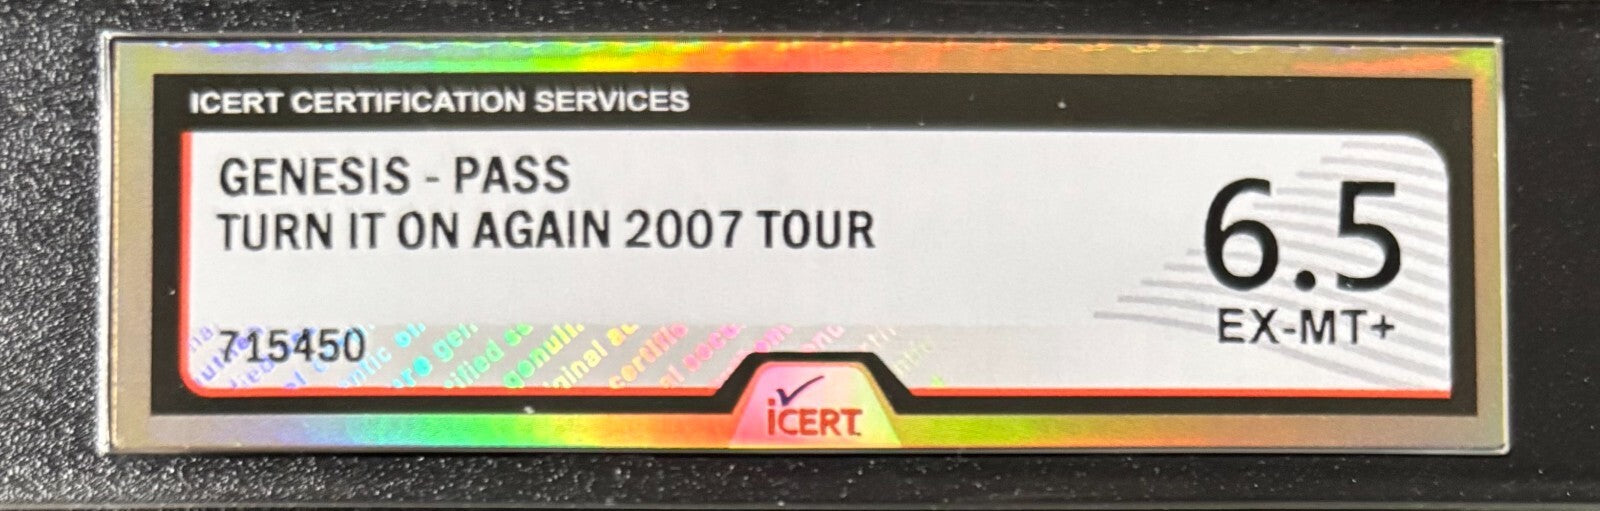 ICERT CERTIFICATION SERVICES
GENESIS - PASS
TURN IT ON AGAIN 2007 TOUR
6.5
EX-MT+
715450
iCERT